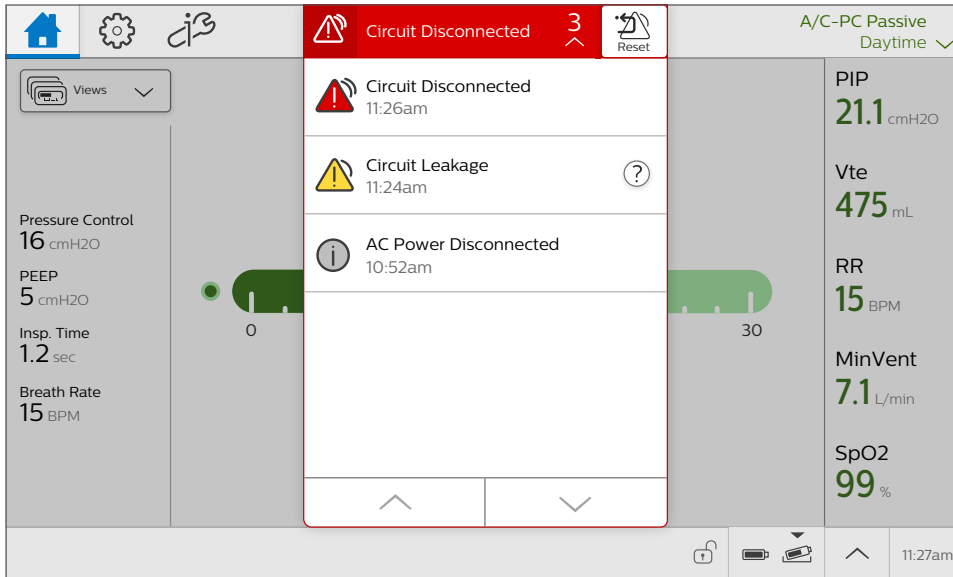 Circuit Disconnected 3
Reset
A/C-PC Passive
Daytime
Views
Circuit Disconnected
11:26am
Circuit Leakage
11:24am
?
AC Power Disconnected
10:52am
Pressure Control
16 cmH2O
PEEP
5 cmH2O
Insp. Time
1.2 sec
Breath Rate
15 BPM
0
30
PIP
21.1 cmH2O
Vte
475 mL
RR
15 BPM
MinVent
7.1 L/min
SpO2
99 %
11:27am